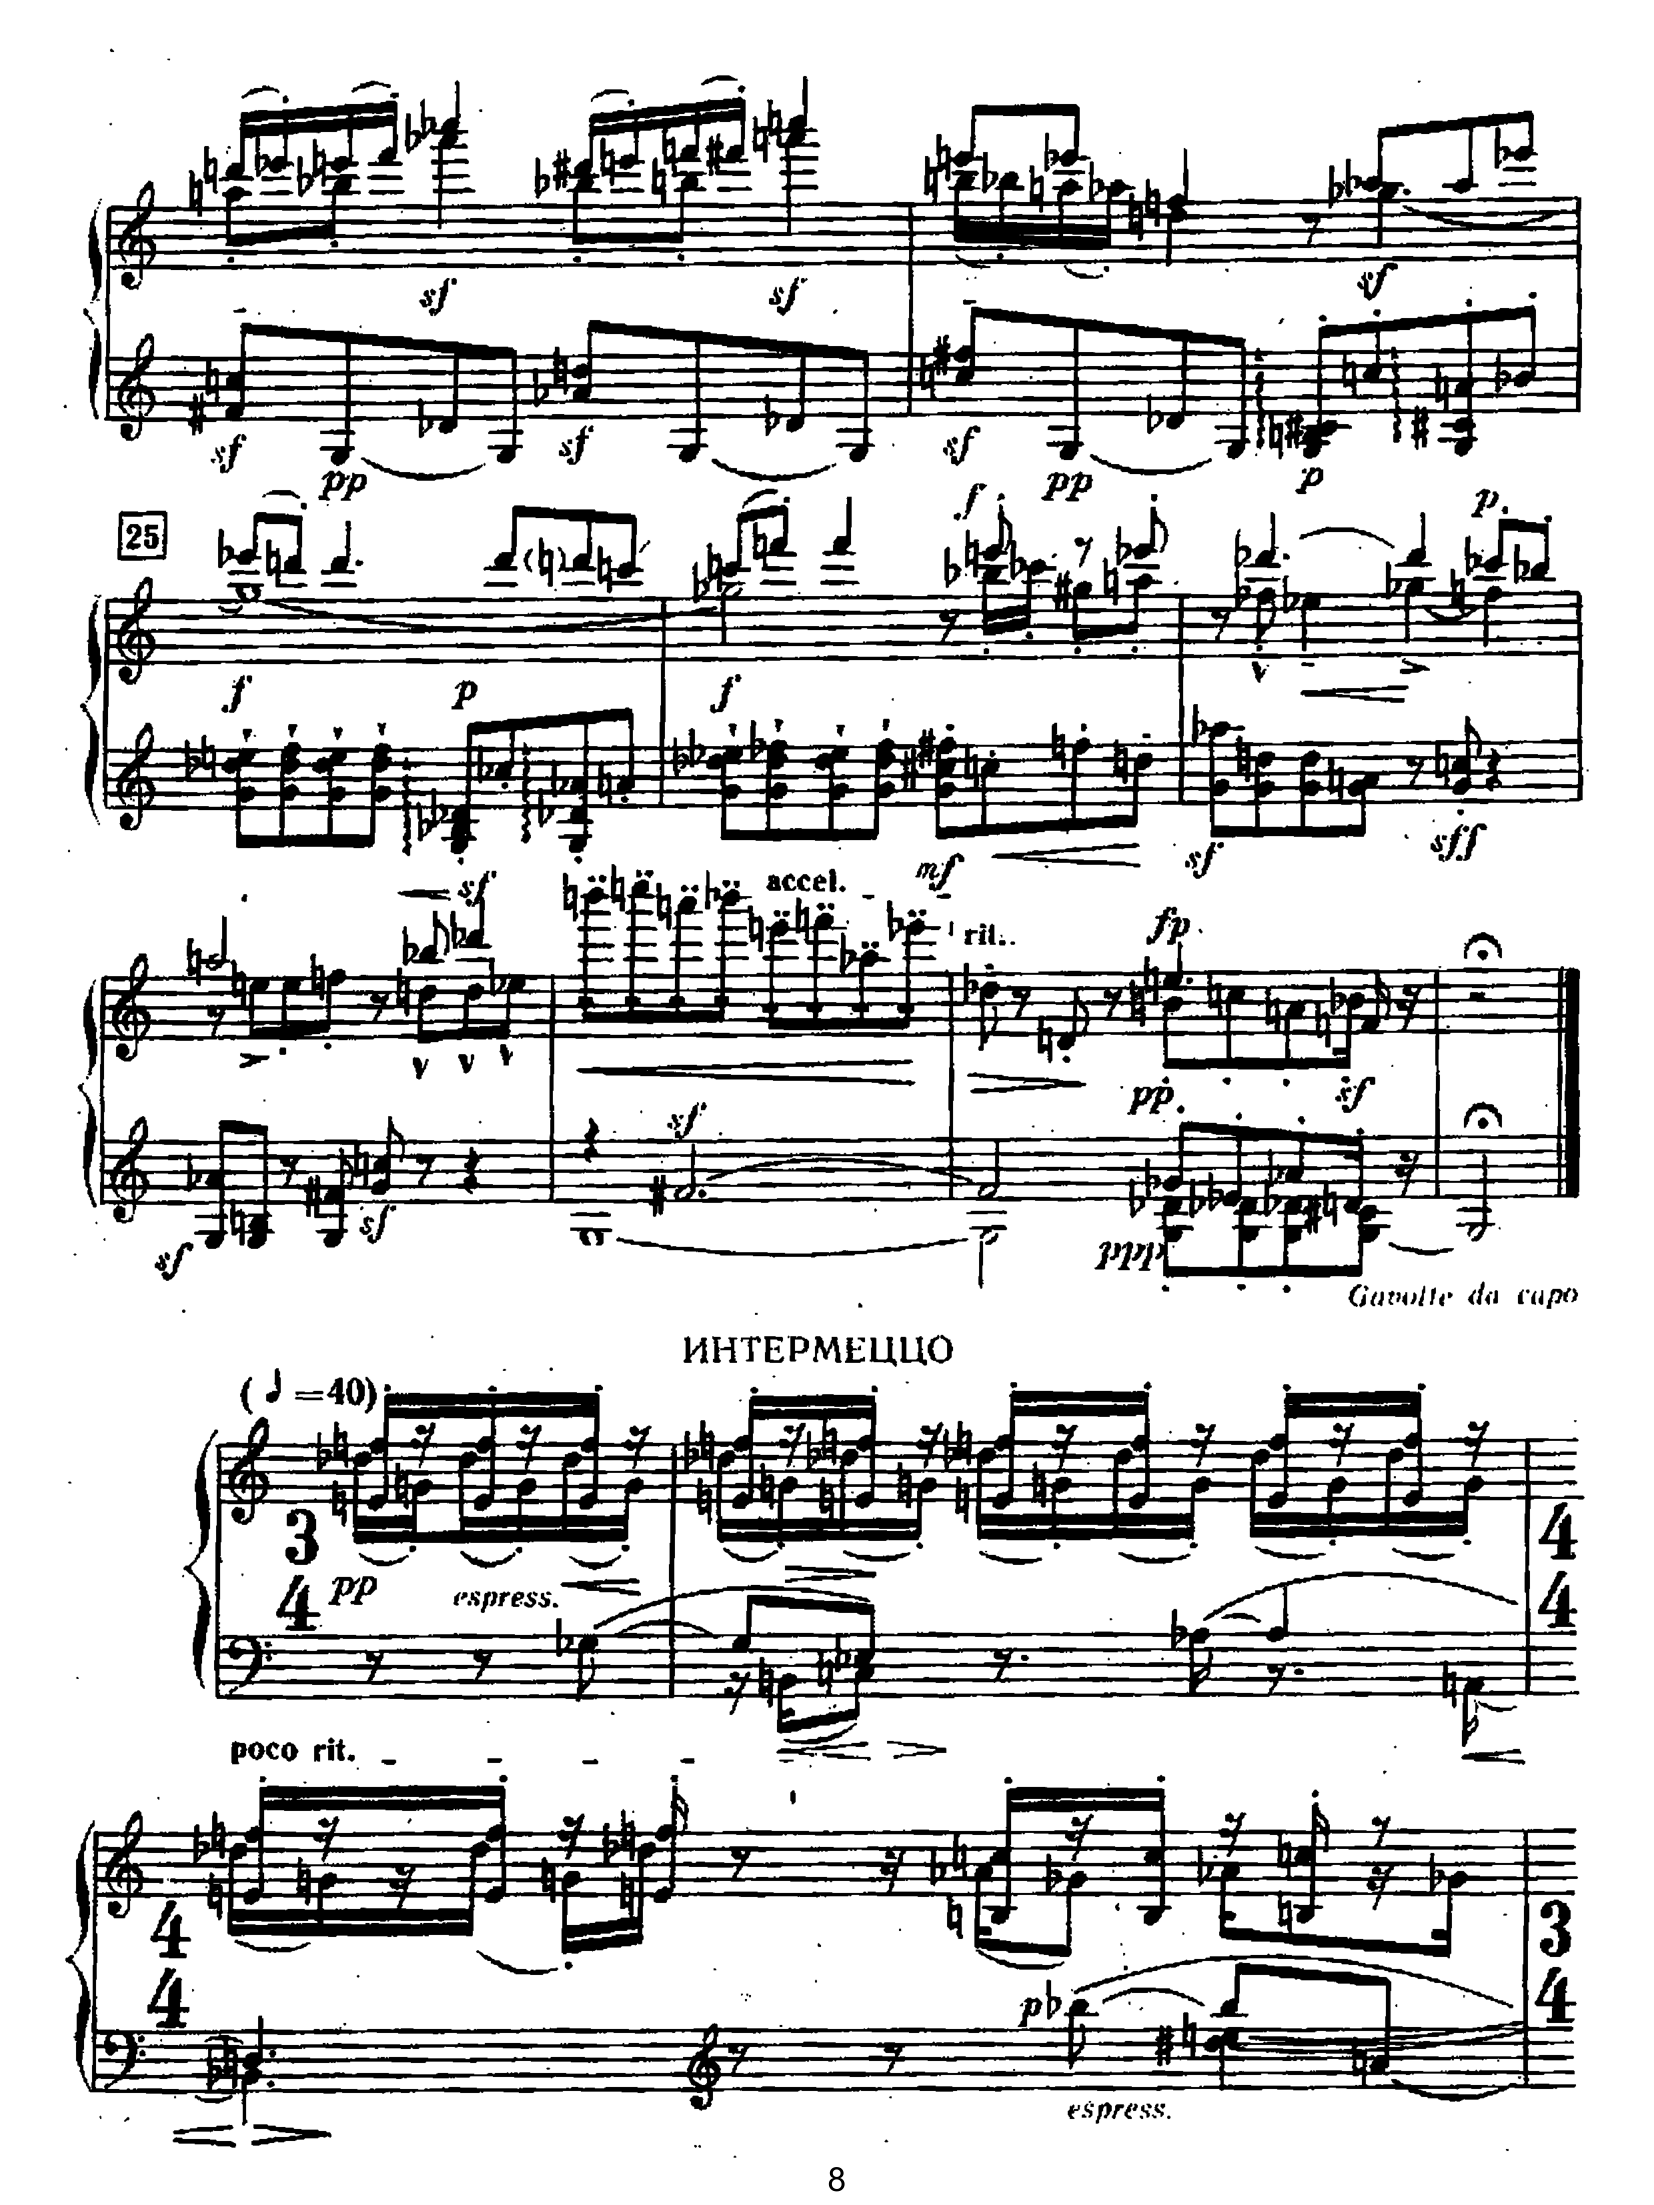 sf sf sf
sf pp sf sf pp p
25 f p.
f p f
mf sf sff
sf accel.
rit. fp.
sf pp. sf
sf sf ppp
Gavotte da capo
ИНТЕРМЕЦЦО
( =40)
3 4
4 4
pp espress.
poco rit.
4 3
4 4
p
espress.
8